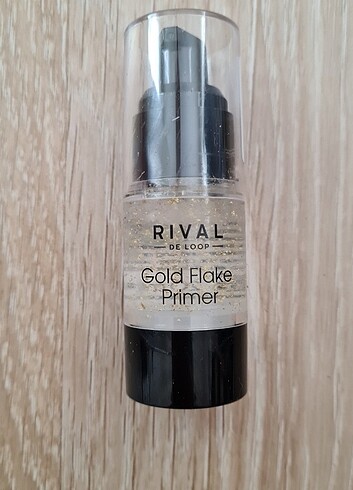 RIVAL
DE LOOP
Gold Flake
Primer